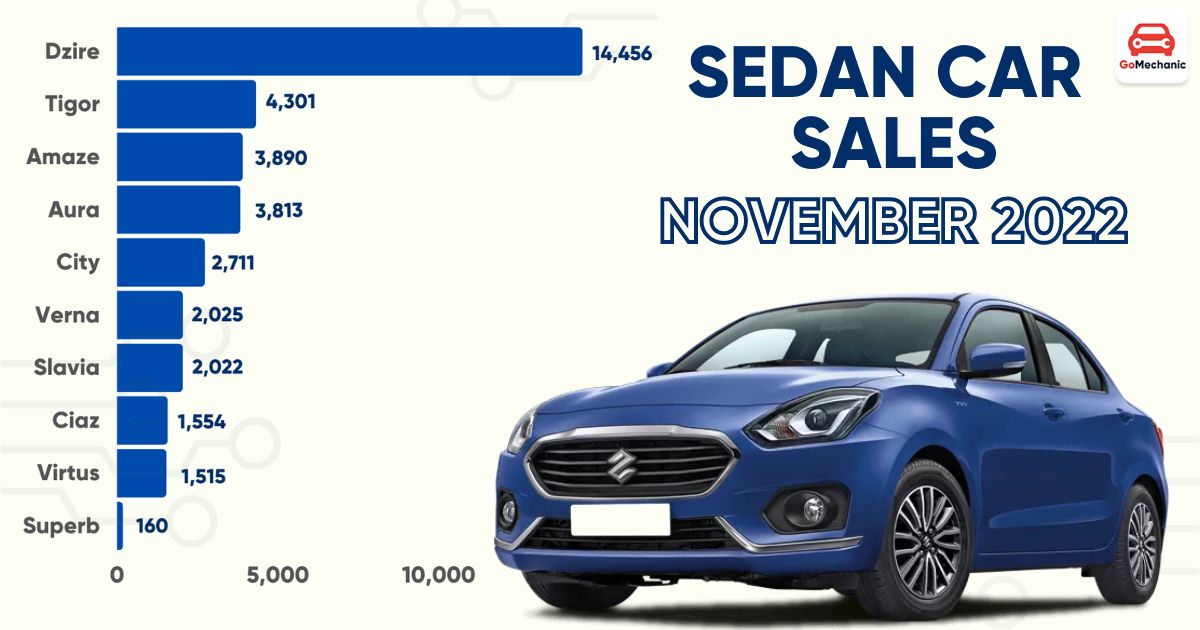 Dzire 14,456
Tigor 4,301
Amaze 3,890
Aura 3,813
City 2,711
Verna 2,025
Slavia 2,022
Ciaz 1,554
Virtus 1,515
Superb 160
0 5,000 10,000
SEDAN CAR
SALES
NOVEMBER 2022
GoMechanic